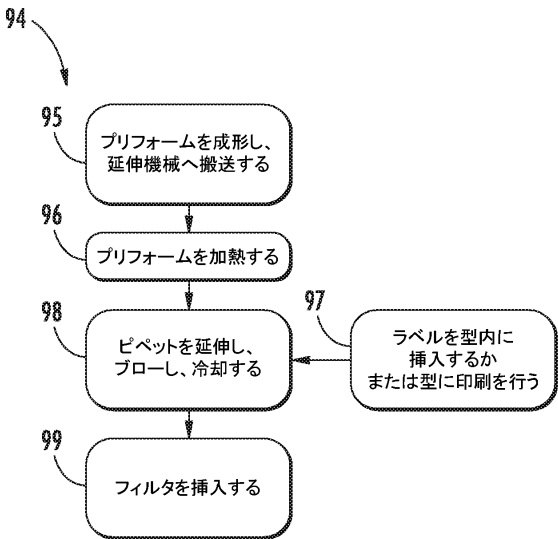 94
95
プリフォームを成形し、
延伸機械へ搬送する
96
プリフォームを加熱する
98
ピペットを延伸し、
ブローし、冷却する
97
ラベルを型内に
挿入するか
または型に印刷を行う
99
フィルタを挿入する